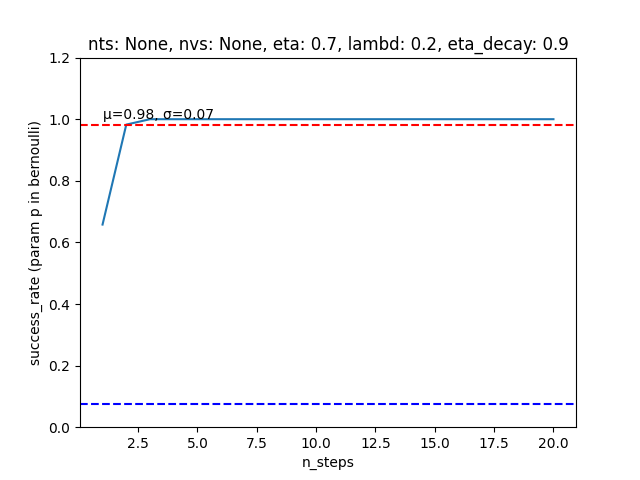 nts: None, nvs: None, eta: 0.7, lambd: 0.2, eta_decay: 0.9
1.2
1.0
0.8
0.6
0.4
0.2
0.0
success_rate (param p in bernoulli)
μ=0.98, σ=0.07
2.5 5.0 7.5 10.0 12.5 15.0 17.5 20.0
n_steps